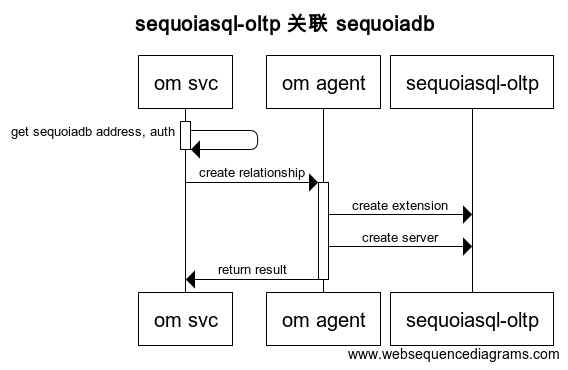 sequoiasql-oltp 关联 sequoiadb
om svc
om agent
sequoiasql-oltp
get sequoiadb address, auth
create relationship
create extension
create server
return result
om svc
om agent
sequoiasql-oltp
www.websequencediagrams.com